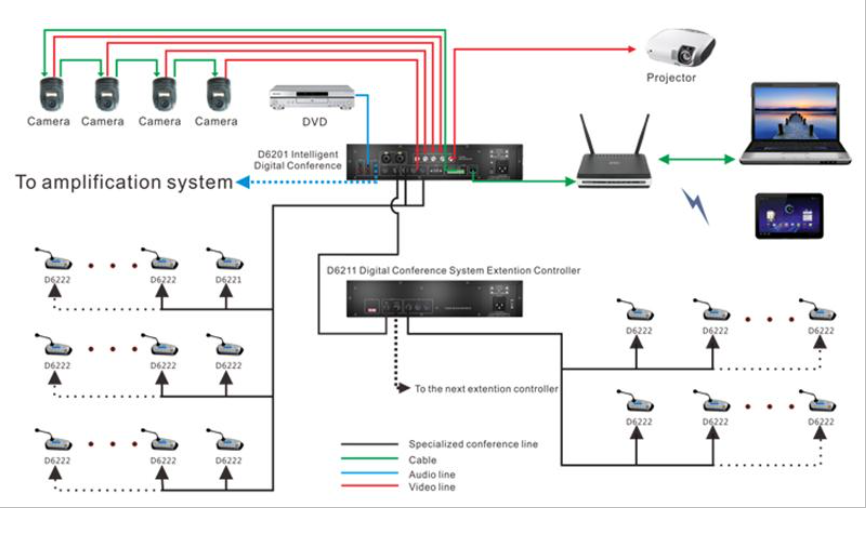 Projector
Camera Camera Camera Camera
DVD
D6201 Intelligent
Digital Conference
To amplification system
D6222 D6222 D6221
D6211 Digital Conference System Extention Controller
D6222 D6222 D6222
D6222 D6222 D6222
To the next extention controller
D6222 D6222 D6222
D6222 D6222 D6222
Specialized conference line
Cable
Audio line
Video line